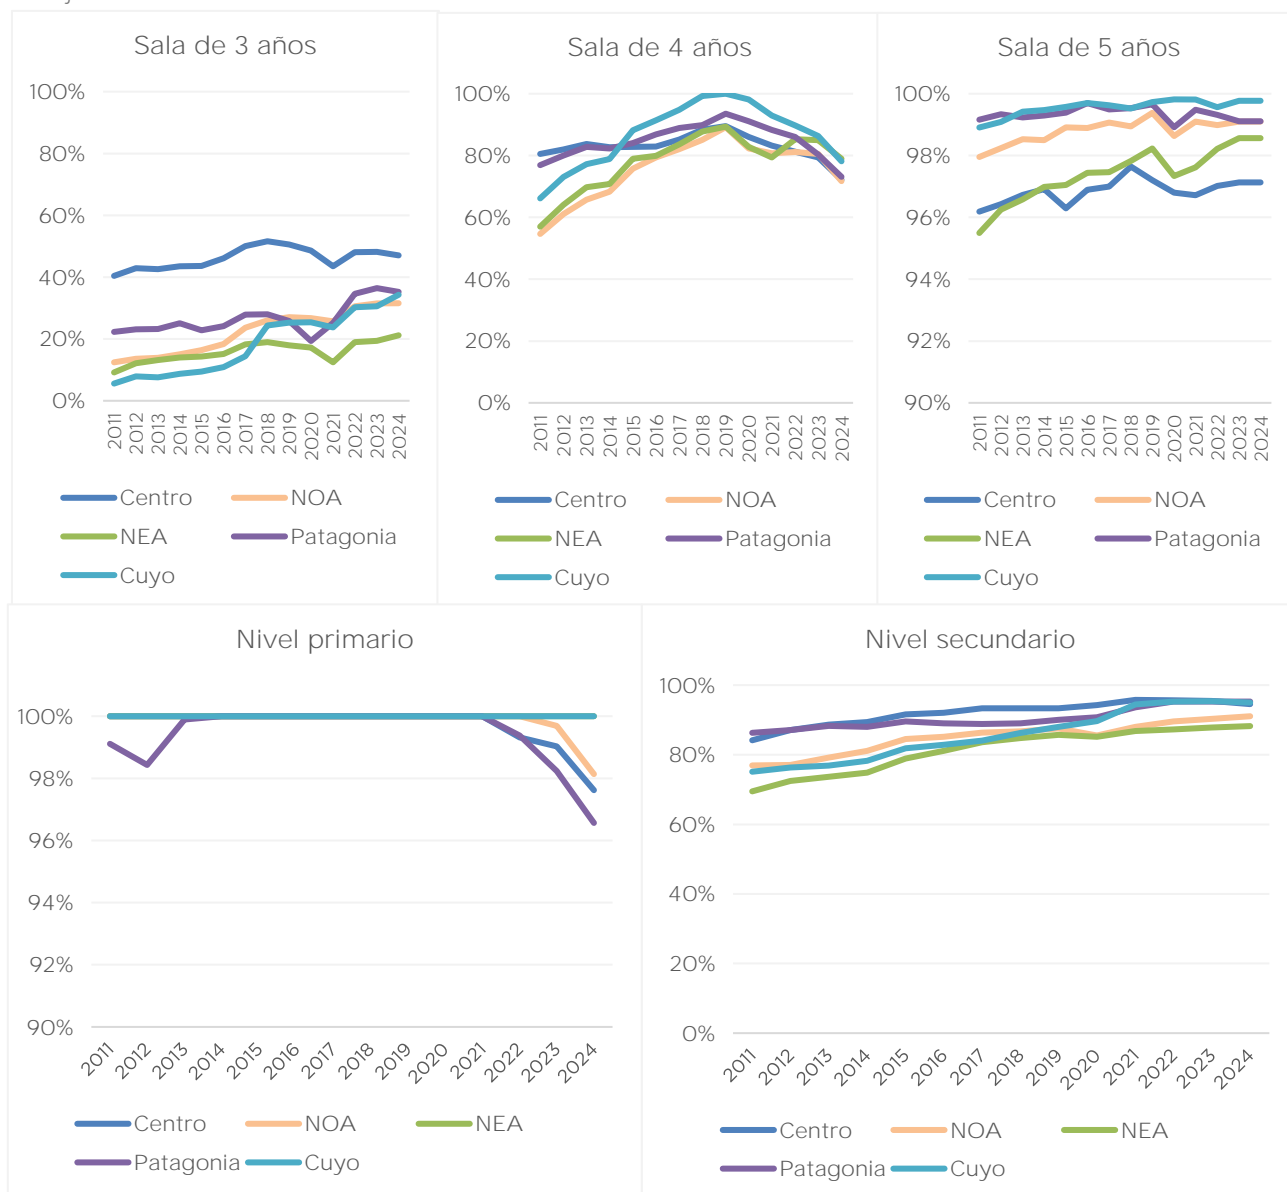 Sala de 3 años
100%
80%
60%
40%
20%
0%
2011 2012 2013 2014 2015 2016 2017 2018 2019 2020 2021 2022 2023 2024
Centro NOA
NEA Patagonia
Cuyo
Sala de 4 años
100%
80%
60%
40%
20%
0%
2011 2012 2013 2014 2015 2016 2017 2018 2019 2020 2021 2022 2023 2024
Centro NOA
NEA Patagonia
Cuyo
Sala de 5 años
100%
98%
96%
94%
92%
90%
2011 2012 2013 2014 2015 2016 2017 2018 2019 2020 2021 2022 2023 2024
Centro NOA
NEA Patagonia
Cuyo
Nivel primario
100%
98%
96%
94%
92%
90%
2011 2012 2013 2014 2015 2016 2017 2018 2019 2020 2021 2022 2023 2024
Centro NOA NEA
Patagonia Cuyo
Nivel secundario
100%
80%
60%
40%
20%
0%
2011 2012 2013 2014 2015 2016 2017 2018 2019 2020 2021 2022 2023 2024
Centro NOA NEA
Patagonia Cuyo